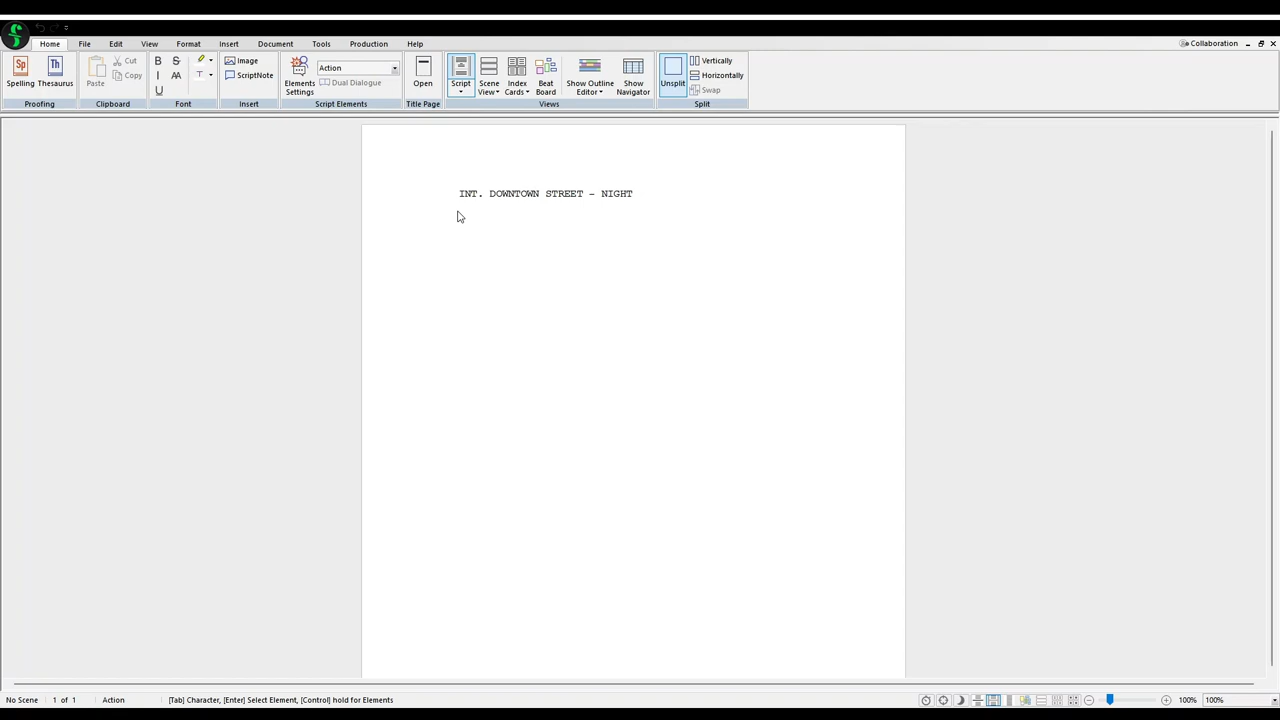 Home File Edit View Format Insert Document Tools Production Help Collaboration
Sp Th B S Image Action Vertically
Cut
Copy
Spelling Thesaurus Paste I AA ScriptNote Elements Settings Dual Dialogue Open Script Scene View Index Cards Beat Board Show Outline Editor Show Navigator Unsplit Horizontally
U Swap
Proofing Clipboard Font Insert Script Elements Title Page Views Split
INT. DOWNTOWN STREET – NIGHT
No Scene 1 of 1 Action [Tab] Character, [Enter] Select Element, [Control] hold for Elements 100% 100%